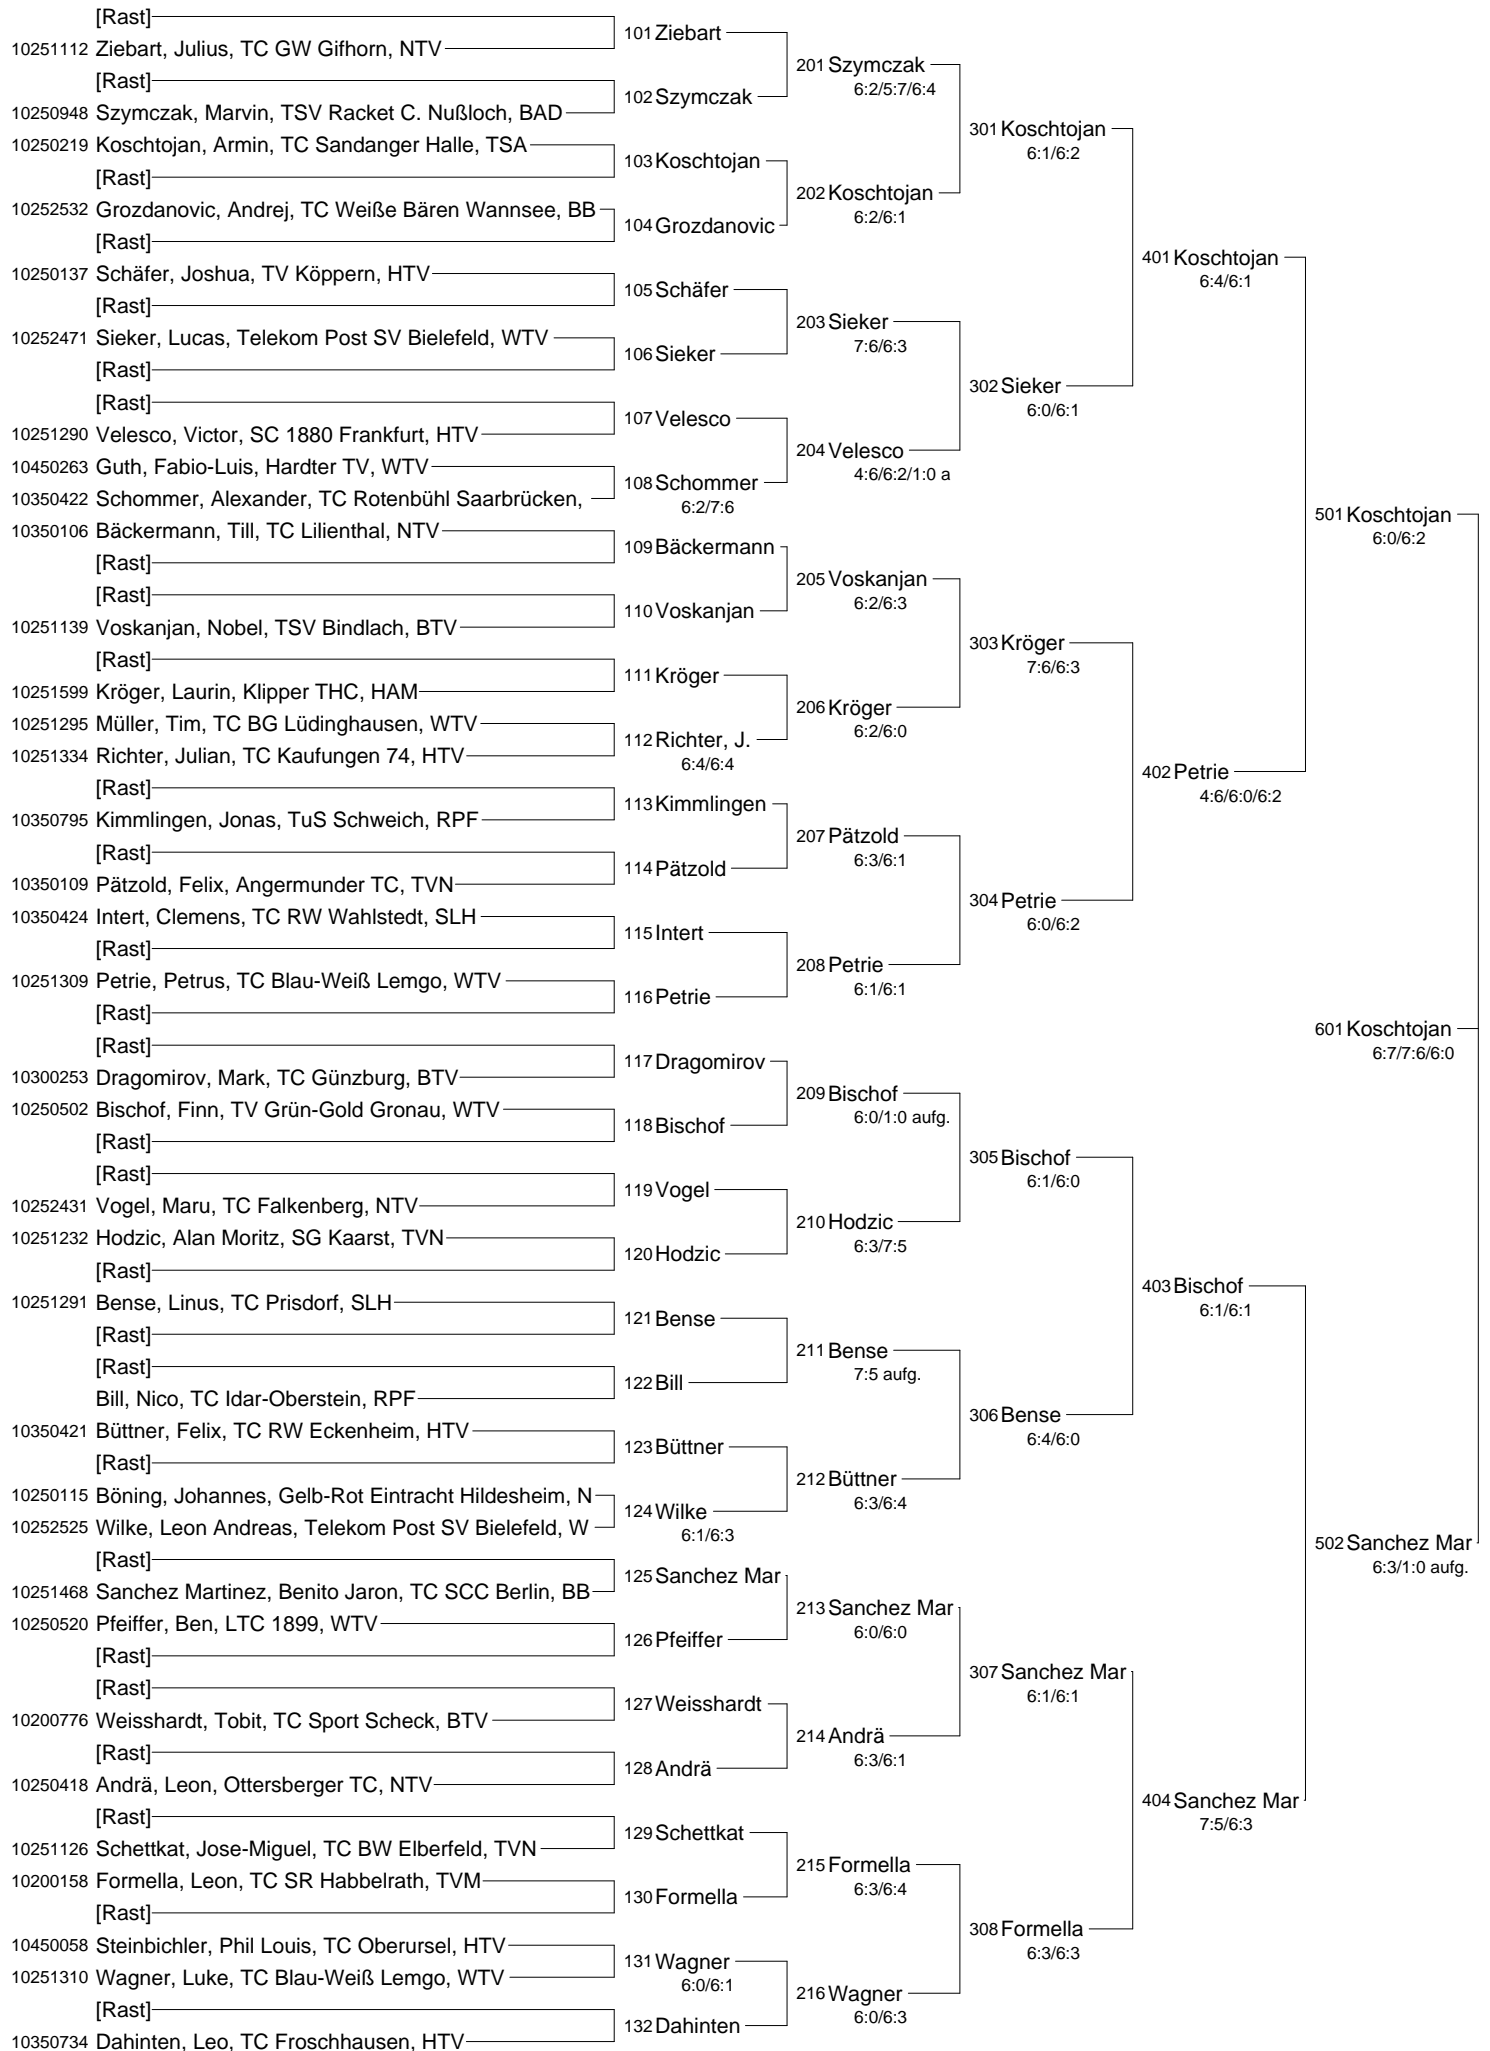 [Rast]
10251112 Ziebart, Julius, TC GW Gifhorn, NTV
[Rast]
10250948 Szymczak, Marvin, TSV Racket C. Nußloch, BAD
10250219 Koschtojan, Armin, TC Sandanger Halle, TSA
[Rast]
10252532 Grozdanovic, Andrej, TC Weiße Bären Wannsee, BB
[Rast]
10250137 Schäfer, Joshua, TV Köppern, HTV
[Rast]
10252471 Sieker, Lucas, Telekom Post SV Bielefeld, WTV
[Rast]
[Rast]
10251290 Velesco, Victor, SC 1880 Frankfurt, HTV
10450263 Guth, Fabio-Luis, Hardter TV, WTV
10350422 Schommer, Alexander, TC Rotenbühl Saarbrücken,
10350106 Bäckermann, Till, TC Lilienthal, NTV
[Rast]
[Rast]
10251139 Voskanjan, Nobel, TSV Bindlach, BTV
[Rast]
10251599 Kröger, Laurin, Klipper THC, HAM
10251295 Müller, Tim, TC BG Lüdinghausen, WTV
10251334 Richter, Julian, TC Kaufungen 74, HTV
[Rast]
10350795 Kimmlingen, Jonas, TuS Schweich, RPF
[Rast]
10350109 Pätzold, Felix, Angermunder TC, TVN
10350424 Intert, Clemens, TC RW Wahlstedt, SLH
[Rast]
10251309 Petrie, Petrus, TC Blau-Weiß Lemgo, WTV
[Rast]
[Rast]
10300253 Dragomirov, Mark, TC Günzburg, BTV
10250502 Bischof, Finn, TV Grün-Gold Gronau, WTV
[Rast]
[Rast]
10252431 Vogel, Maru, TC Falkenberg, NTV
10251232 Hodzic, Alan Moritz, SG Kaarst, TVN
[Rast]
10251291 Bense, Linus, TC Prisdorf, SLH
[Rast]
[Rast]
Bill, Nico, TC Idar-Oberstein, RPF
10350421 Büttner, Felix, TC RW Eckenheim, HTV
[Rast]
10250115 Böning, Johannes, Gelb-Rot Eintracht Hildesheim, N
10252525 Wilke, Leon Andreas, Telekom Post SV Bielefeld, W
[Rast]
10251468 Sanchez Martinez, Benito Jaron, TC SCC Berlin, BB
10250520 Pfeiffer, Ben, LTC 1899, WTV
[Rast]
[Rast]
10200776 Weisshardt, Tobit, TC Sport Scheck, BTV
[Rast]
10250418 Andrä, Leon, Ottersberger TC, NTV
[Rast]
10251126 Schettkat, Jose-Miguel, TC BW Elberfeld, TVN
10200158 Formella, Leon, TC SR Habbelrath, TVM
[Rast]
10450058 Steinbichler, Phil Louis, TC Oberursel, HTV
10251310 Wagner, Luke, TC Blau-Weiß Lemgo, WTV
[Rast]
10350734 Dahinten, Leo, TC Froschhausen, HTV
101 Ziebart
102 Szymczak
103 Koschtojan
104 Grozdanovic
105 Schäfer
106 Sieker
107 Velesco
108 Schommer
6:2/7:6
109 Bäckermann
110 Voskanjan
111 Kröger
112 Richter, J.
6:4/6:4
113 Kimmlingen
114 Pätzold
115 Intert
116 Petrie
117 Dragomirov
118 Bischof
119 Vogel
120 Hodzic
121 Bense
122 Bill
123 Büttner
124 Wilke
6:1/6:3
125 Sanchez Mar
126 Pfeiffer
127 Weisshardt
128 Andrä
129 Schettkat
130 Formella
131 Wagner
6:0/6:1
132 Dahinten
201 Szymczak
6:2/5:7/6:4
202 Koschtojan
6:2/6:1
203 Sieker
7:6/6:3
204 Velesco
4:6/6:2/1:0 a
205 Voskanjan
6:2/6:3
206 Kröger
6:2/6:0
207 Pätzold
6:3/6:1
208 Petrie
6:1/6:1
209 Bischof
6:0/1:0 aufg.
210 Hodzic
6:3/7:5
211 Bense
7:5 aufg.
212 Büttner
6:3/6:4
213 Sanchez Mar
6:0/6:0
214 Andrä
6:3/6:1
215 Formella
6:3/6:4
216 Wagner
6:0/6:3
301 Koschtojan
6:1/6:2
302 Sieker
6:0/6:1
303 Kröger
7:6/6:3
304 Petrie
6:0/6:2
305 Bischof
6:1/6:0
306 Bense
6:4/6:0
307 Sanchez Mar
6:1/6:1
308 Formella
6:3/6:3
401 Koschtojan
6:4/6:1
402 Petrie
4:6/6:0/6:2
403 Bischof
6:1/6:1
404 Sanchez Mar
7:5/6:3
501 Koschtojan
6:0/6:2
502 Sanchez Mar
6:3/1:0 aufg.
601 Koschtojan
6:7/7:6/6:0